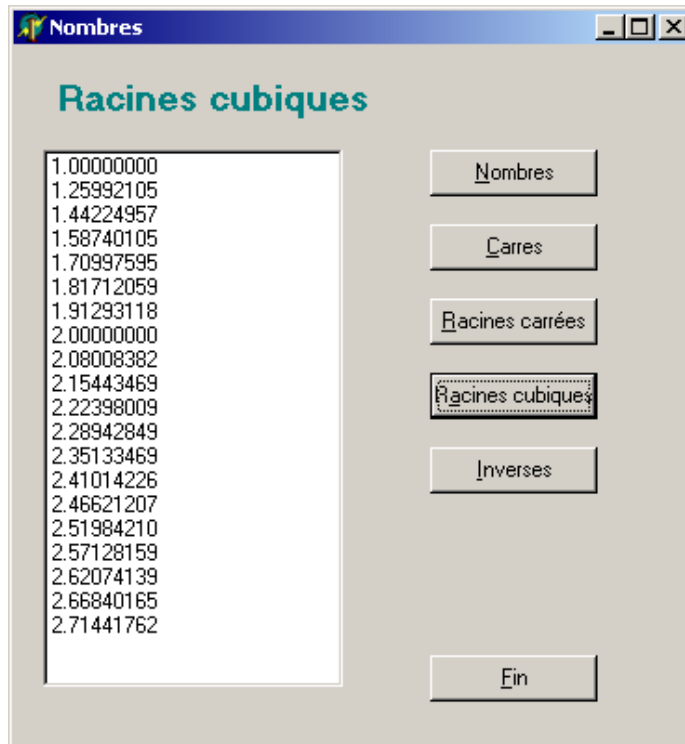 Nombres
Racines cubiques
1.00000000
1.25992105
1.44224957
1.58740105
1.70997595
1.81712059
1.91293118
2.00000000
2.08008382
2.15443469
2.22398009
2.28942849
2.35133469
2.41014226
2.46621207
2.51984210
2.57128159
2.62074139
2.66840165
2.71441762
Nombres
Carres
Racines carrées
Racines cubiques
Inverses
Fin